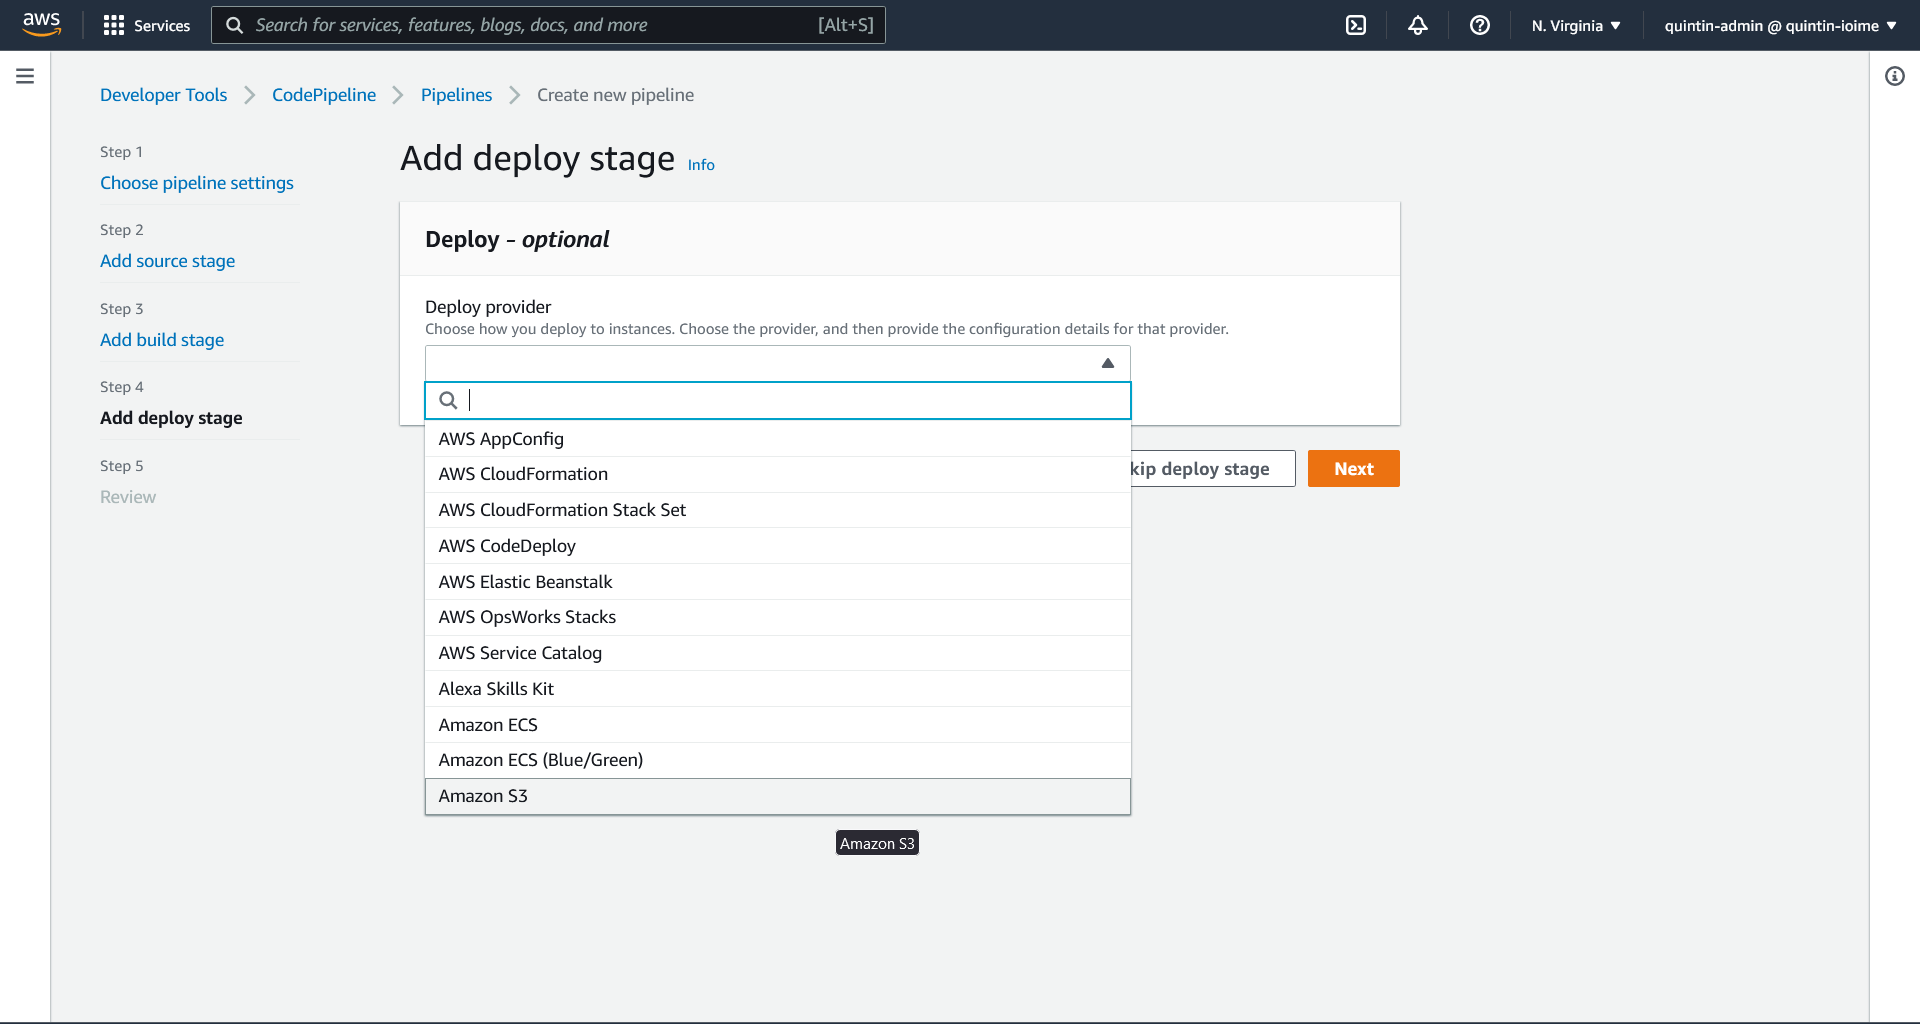 aws
Services
Search for services, features, blogs, docs, and more
[Alt+S]
N. Virginia
quintin-admin @ quintin-ioime
Developer Tools
CodePipeline
Pipelines
Create new pipeline
Step 1
Choose pipeline settings
Step 2
Add source stage
Step 3
Add build stage
Step 4
Add deploy stage
Step 5
Review
Add deploy stage Info
Deploy - optional
Deploy provider
Choose how you deploy to instances. Choose the provider, and then provide the configuration details for that provider.
AWS AppConfig
AWS CloudFormation
AWS CloudFormation Stack Set
AWS CodeDeploy
AWS Elastic Beanstalk
AWS OpsWorks Stacks
AWS Service Catalog
Alexa Skills Kit
Amazon ECS
Amazon ECS (Blue/Green)
Amazon S3
kip deploy stage
Next
Amazon S3